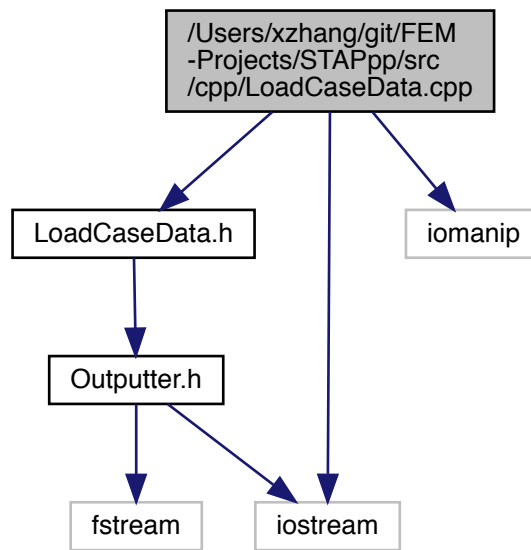 /Users/xzhang/git/FEM
-Projects/STAPpp/src
/cpp/LoadCaseData.cpp
LoadCaseData.h
iomanip
Outputter.h
fstream
iostream